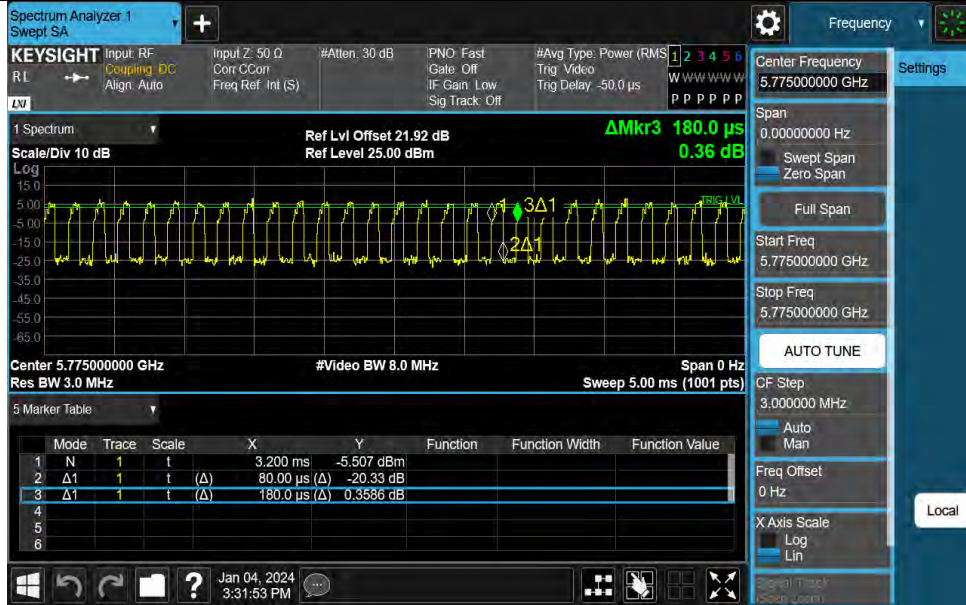 Spectrum Analyzer 1
Swept SA
Frequency
KEYSIGHT
RL
LXI
Input: RF
Coupling: DC
Align: Auto
Input Z: 50 Ω
Corr CCorr
Freq Ref: Int (S)
#Atten: 30 dB
PNO: Fast
Gate: Off
IF Gain: Low
Sig Track: Off
#Avg Type: Power (RMS
Trig: Video
Trig Delay: -50.0 µs
1 2 3 4 5 6
W W W W W W
P P P P P P
1 Spectrum
Scale/Div 10 dB
Ref Lvl Offset 21.92 dB
Ref Level 25.00 dBm
ΔMkr3 180.0 µs
0.36 dB
Log
15.0
5.00
-5.00
-15.0
-25.0
-35.0
-45.0
-55.0
-65.0
1
3Δ1
2Δ1
TRIG LVL
Center 5.775000000 GHz
#Video BW 8.0 MHz
Span 0 Hz
Res BW 3.0 MHz
Sweep 5.00 ms (1001 pts)
5 Marker Table
Mode Trace Scale X Y Function Function Width Function Value
1 N 1 t 3.200 ms -5.507 dBm
2 Δ1 1 t (Δ) 80.00 µs (Δ) -20.33 dB
3 Δ1 1 t (Δ) 180.0 µs (Δ) 0.3586 dB
4
5
6
?
Jan 04, 2024
3:31:53 PM
Center Frequency
5.775000000 GHz
Span
0.00000000 Hz
Swept Span
Zero Span
Full Span
Start Freq
5.775000000 GHz
Stop Freq
5.775000000 GHz
AUTO TUNE
CF Step
3.000000 MHz
Auto
Man
Freq Offset
0 Hz
X Axis Scale
Log
Lin
Signal Track
Settings
Local